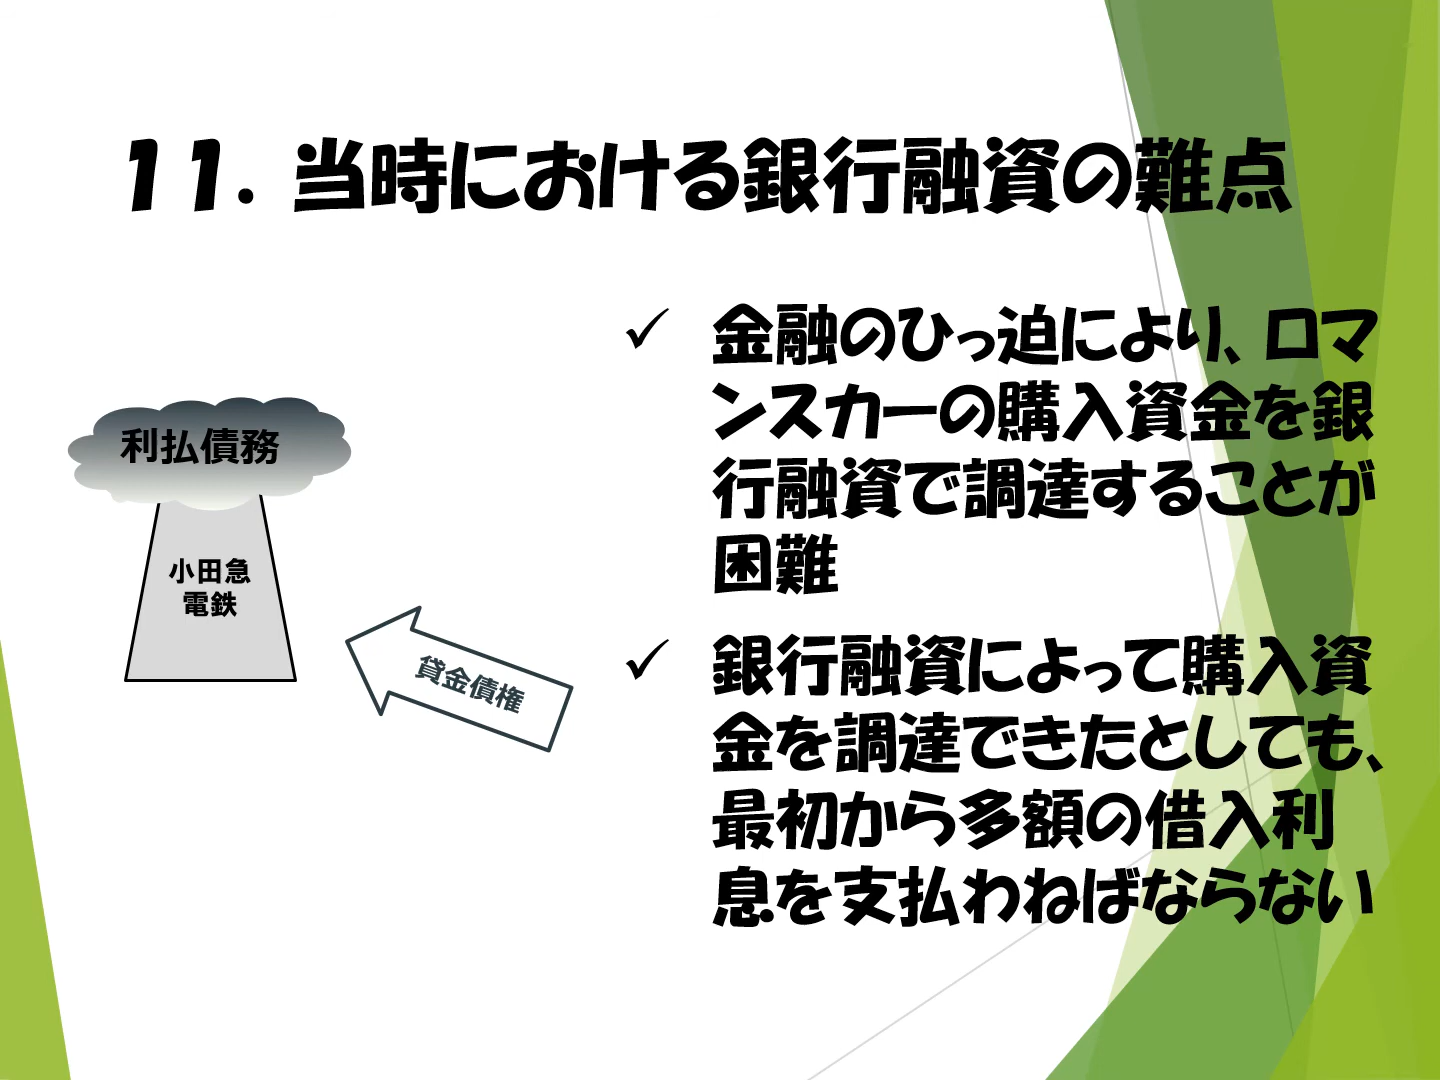 11. 当時における銀行融資の難点
✓ 金融のひっ迫により、ロマ
ンスカーの購入資金を銀
行融資で調達することが
困難
✓ 銀行融資によって購入資
金を調達できたとしても、
最初から多額の借入利
息を支払わねばならない
利払債務
小田急
電鉄
貸金債権